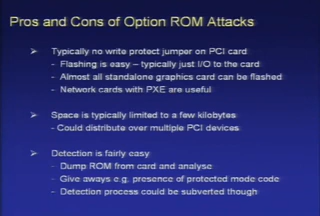 Pros and Cons of Option ROM Attacks
➢ Typically no write protect jumper on PCI card
- Flashing is easy – typically just I/O to the card
- Almost all standalone graphics card can be flashed
- Network cards with PXE are useful
➢ Space is typically limited to a few kilobytes
- Could distribute over multiple PCI devices
➢ Detection is fairly easy
- Dump ROM from card and analyse
- Give aways e.g. presence of protected mode code
- Detection process could be subverted though